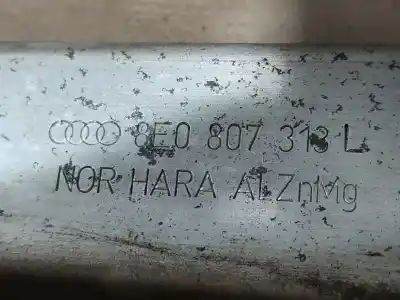 8E0 807 313 L
NOR HARA ALZnMg